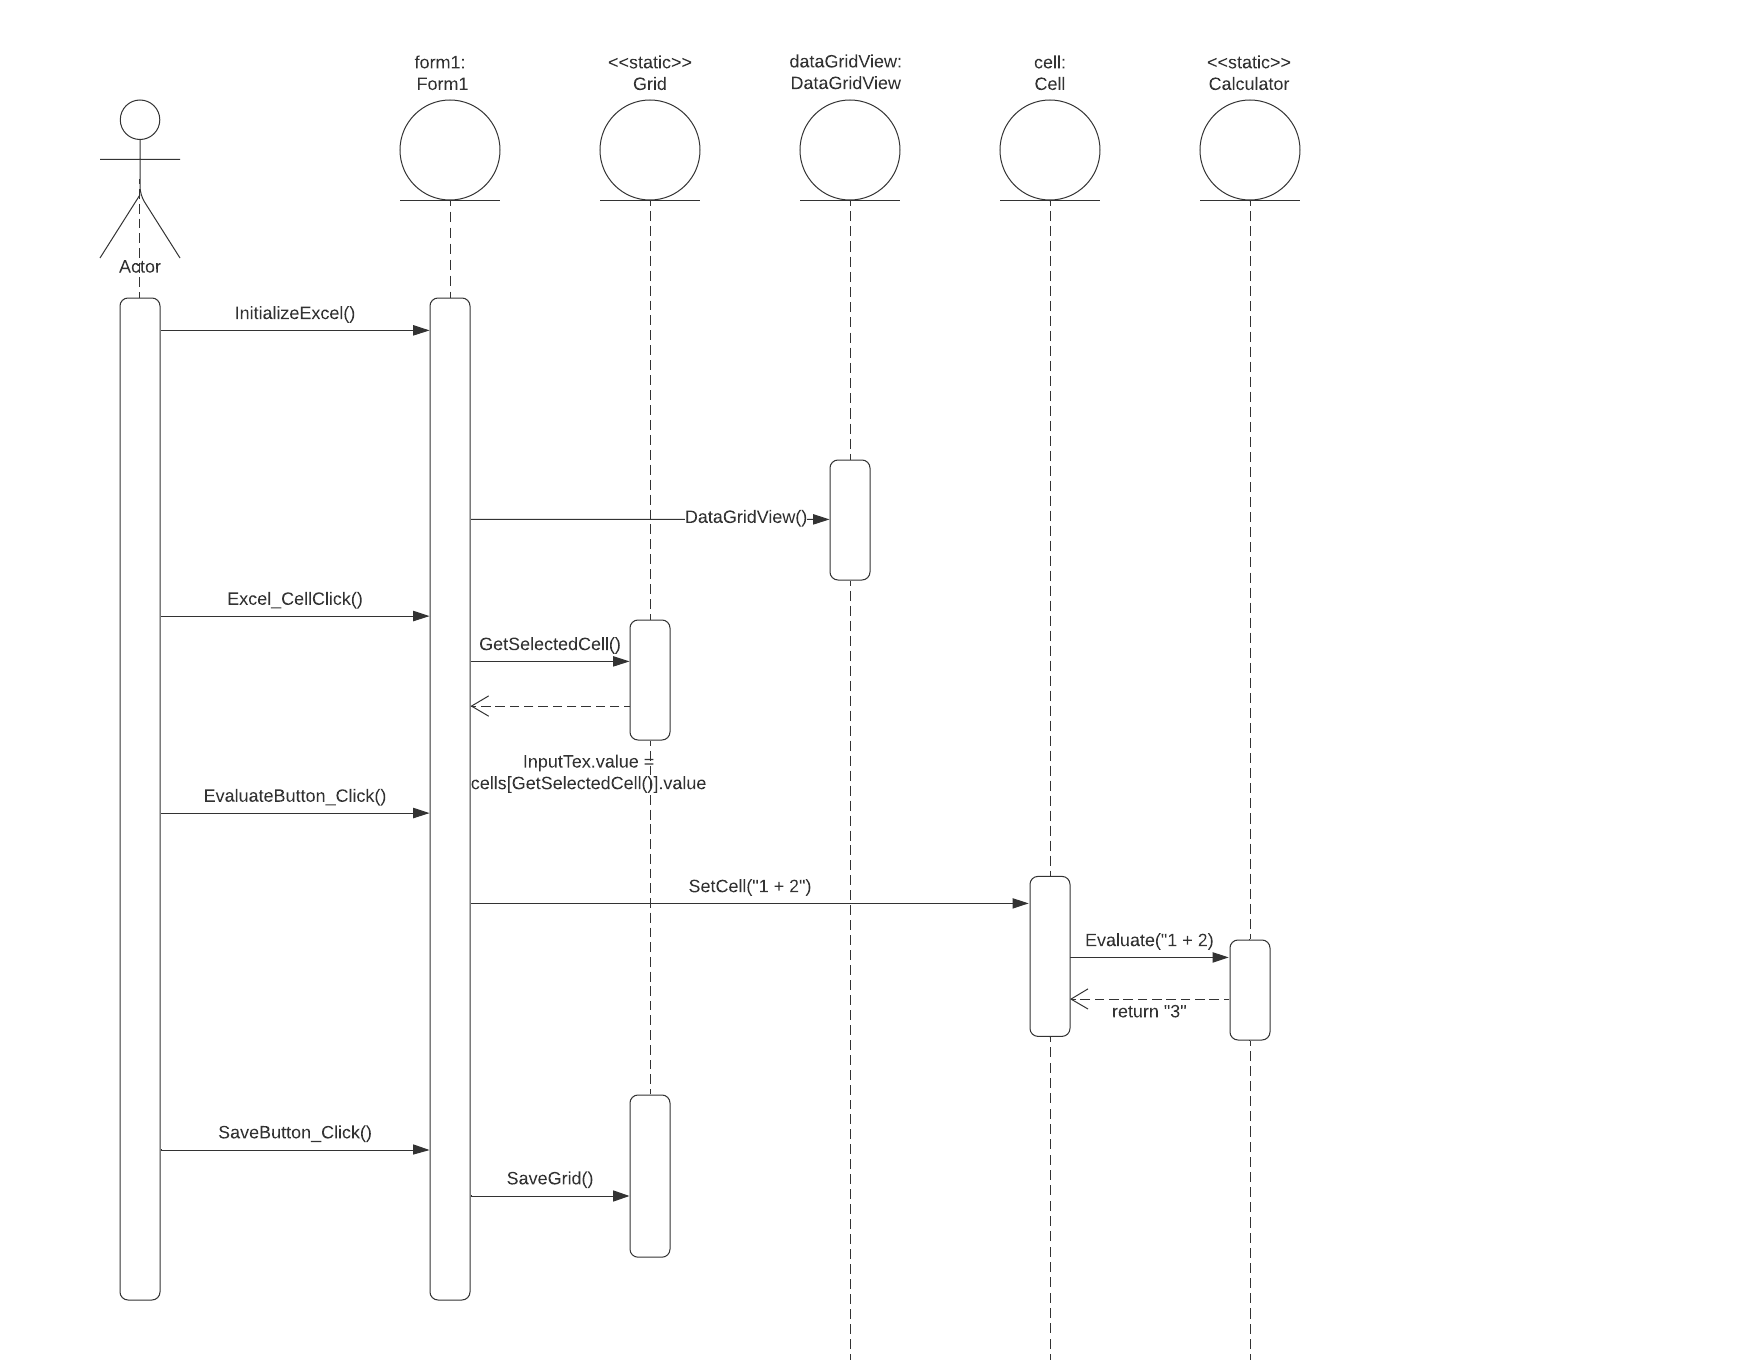 form1:
Form1
<<static>>
Grid
dataGridView:
DataGridView
cell:
Cell
<<static>>
Calculator
Actor
InitializeExcel()
DataGridView()
Excel_CellClick()
GetSelectedCell()
InputTex.value =
cells[GetSelectedCell()].value
EvaluateButton_Click()
SetCell("1 + 2")
Evaluate("1 + 2)
return "3"
SaveButton_Click()
SaveGrid()